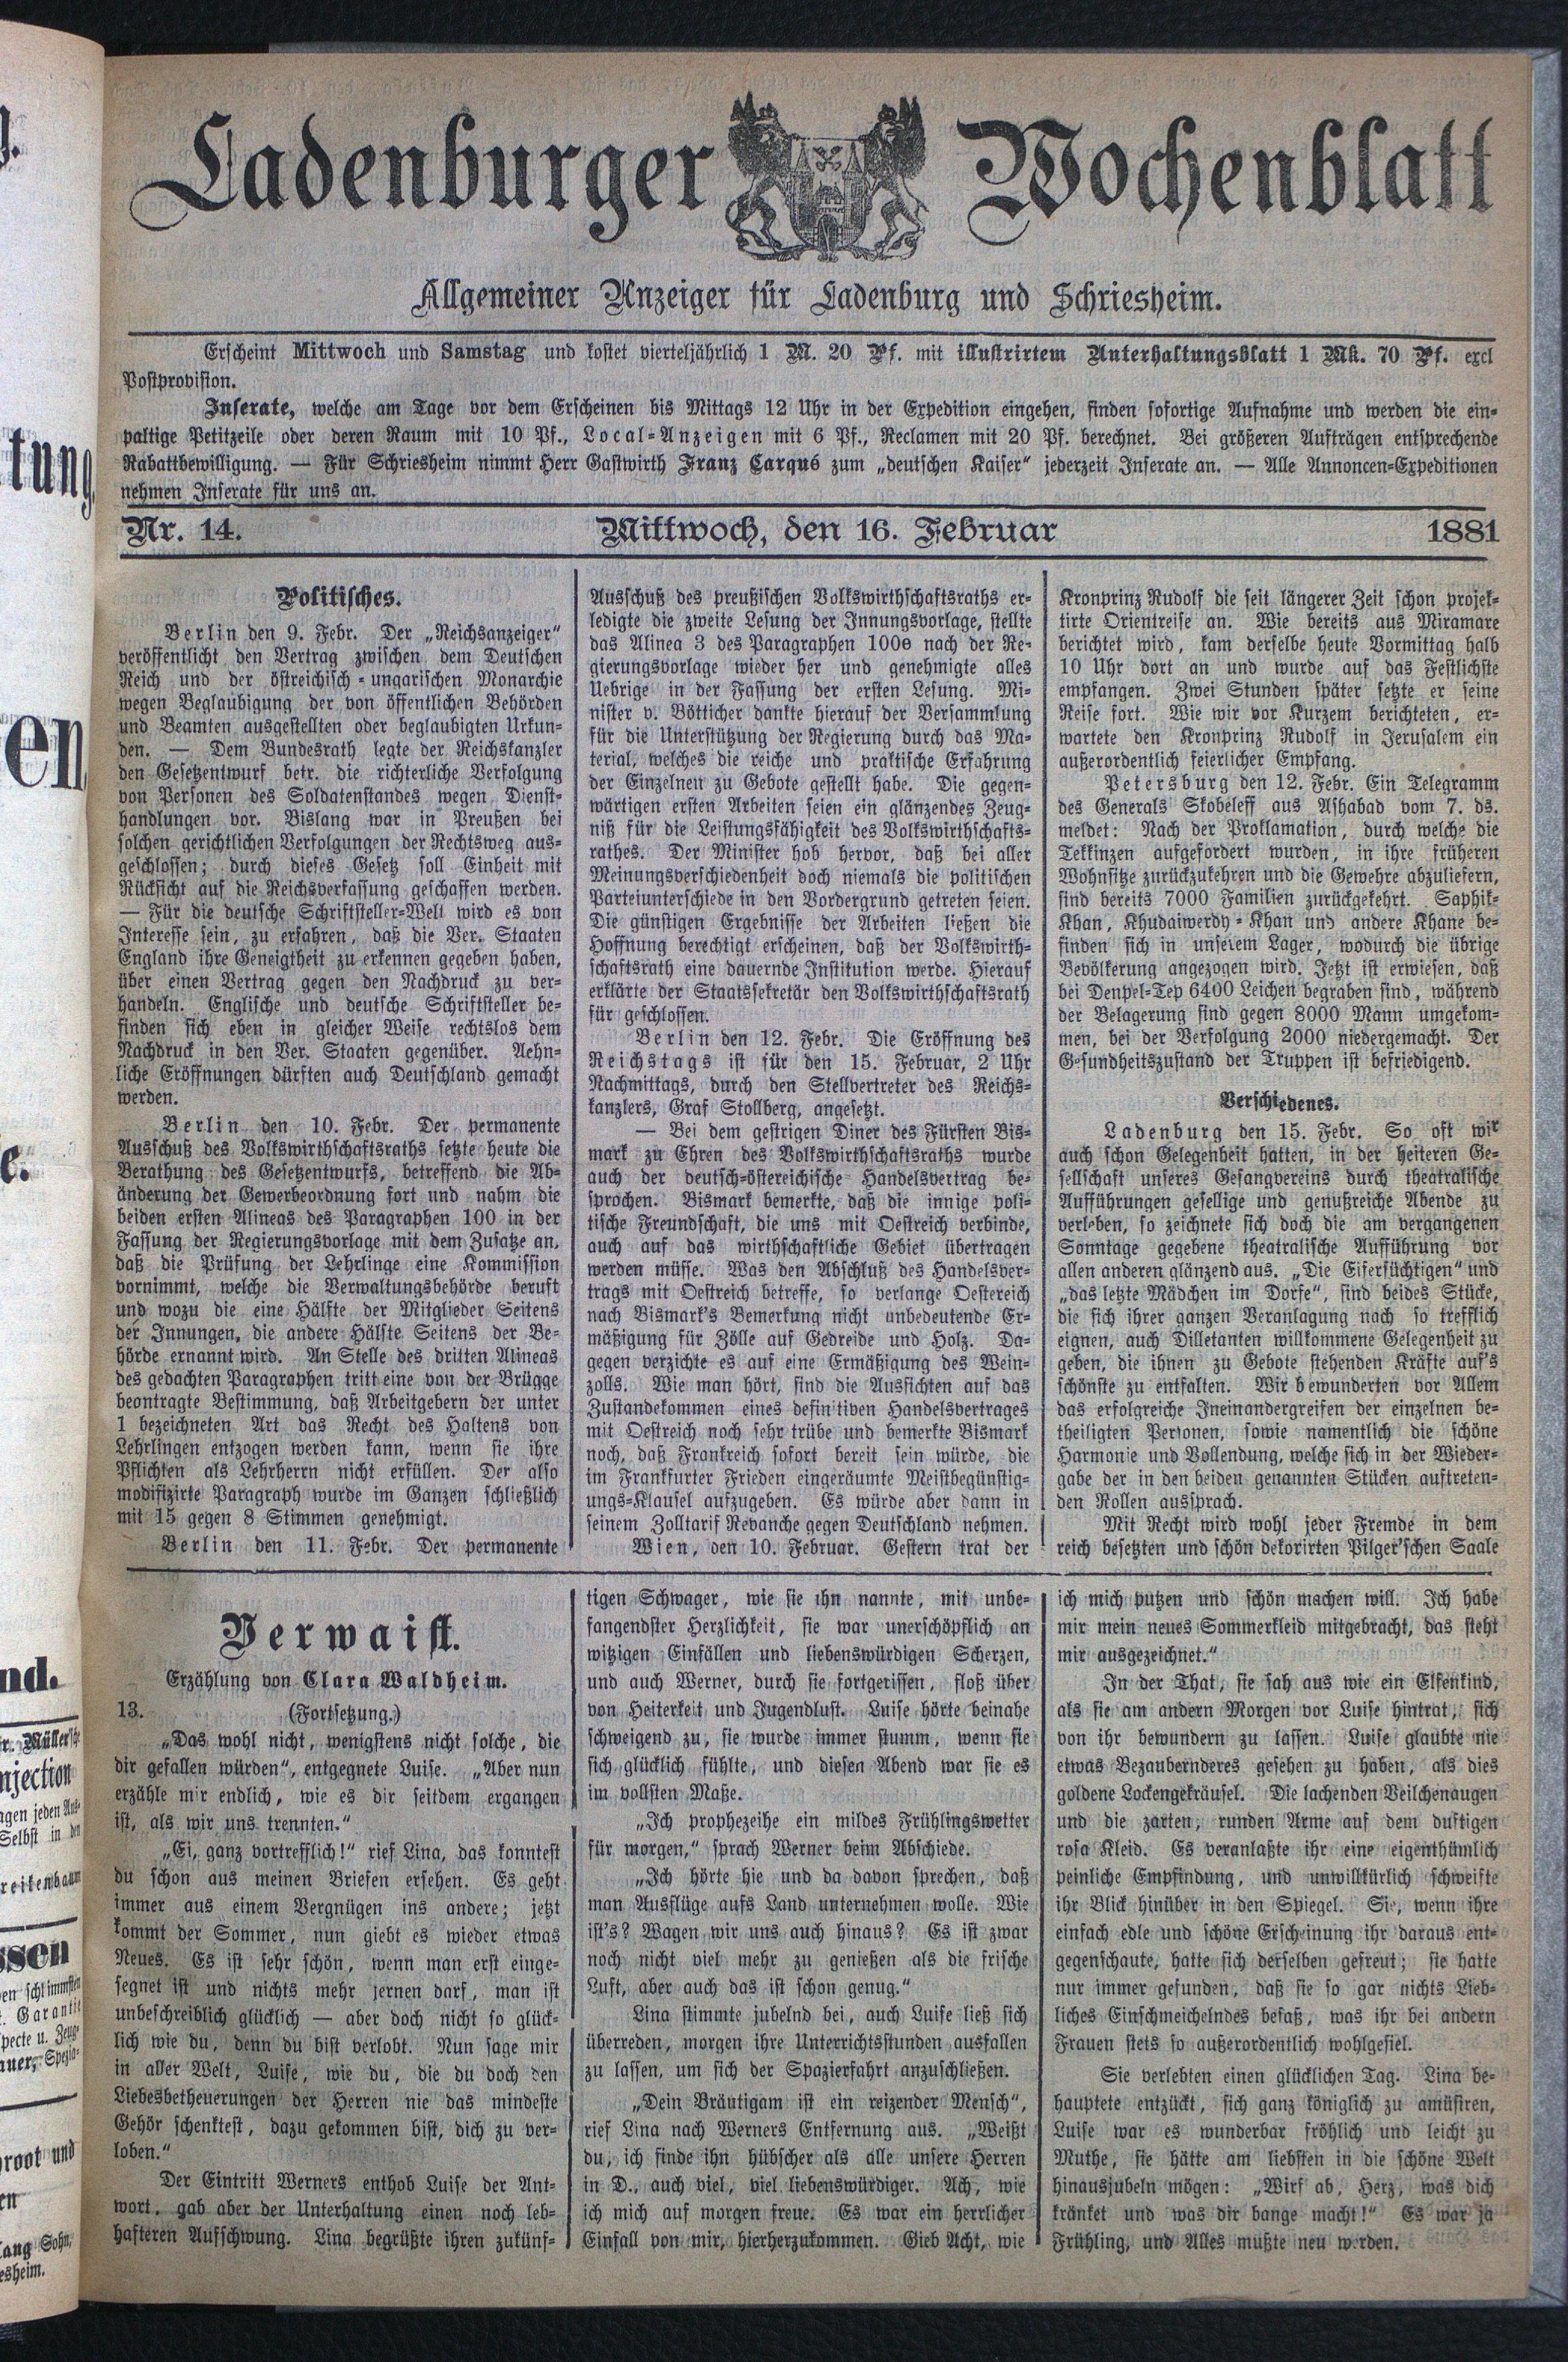 Ladenburger Wochenblatt
Allgemeiner Anzeiger für Ladenburg und Schriesheim.
Erscheint Mittwoch und Samstag und kostet vierteljährlich 1 M. 20 Pf. mit illustrirtem Unterhaltungsblatt 1 Mk. 70 Pf. excl
Postprovision.
Inserate, welche am Tage vor dem Erscheinen bis Mittags 12 Uhr in der Expedition eingehen, finden sofortige Aufnahme und werden die ein-
paltige Petitzeile oder deren Raum mit 10 Pf., Local-Anzeigen mit 6 Pf., Reclamen mit 20 Pf. berechnet. Bei größeren Aufträgen entsprechende
Rabattbewilligung. — Für Schriesheim nimmt Herr Gastwirth Franz Carqué zum „deutschen Kaiser“ jederzeit Inserate an. — Alle Annoncen-Expeditionen
nehmen Inserate für uns an.
Nr. 14. Mittwoch, den 16. Februar 1881
Politisches.
Berlin den 9. Febr. Der „Reichsanzeiger“
veröffentlicht den Vertrag zwischen dem Deutschen
Reich und der östreichisch-ungarischen Monarchie
wegen Beglaubigung der von öffentlichen Behörden
und Beamten ausgestellten oder beglaubigten Urkun-
den. — Dem Bundesrath legte der Reichskanzler
den Gesetzentwurf betr. die richterliche Verfolgung
von Personen des Soldatenstandes wegen Dienst-
handlungen vor. Bislang war in Preußen bei
solchen gerichtlichen Verfolgungen der Rechtsweg aus-
geschlossen; durch dieses Gesetz soll Einheit mit
Rücksicht auf die Reichsverfassung geschaffen werden.
— Für die deutsche Schriftsteller-Welt wird es von
Interesse sein, zu erfahren, daß die Ver. Staaten
England ihre Geneigtheit zu erkennen gegeben haben,
über einen Vertrag gegen den Nachdruck zu ver-
handeln. Englische und deutsche Schriftsteller be-
finden sich eben in gleicher Weise rechtslos dem
Nachdruck in den Ver. Staaten gegenüber. Aehn-
liche Eröffnungen dürften auch Deutschland gemacht
werden.
Berlin den 10. Febr. Der permanente
Ausschuß des Volkswirthschaftsraths setzte heute die
Berathung des Gesetzentwurfs, betreffend die Ab-
änderung der Gewerbeordnung fort und nahm die
beiden ersten Alineas des Paragraphen 100 in der
Fassung der Regierungsvorlage mit dem Zusatze an,
daß die Prüfung der Lehrlinge eine Kommission
vornimmt, welche die Verwaltungsbehörde beruft
und wozu die eine Hälfte der Mitglieder Seitens
der Innungen, die andere Hälfte Seitens der Be-
hörde ernannt wird. An Stelle des dritten Alineas
des gedachten Paragraphen tritt eine von der Brügge
beontragte Bestimmung, daß Arbeitgebern der unter
1 bezeichneten Art das Recht des Haltens von
Lehrlingen entzogen werden kann, wenn sie ihre
Pflichten als Lehrherrn nicht erfüllen. Der also
modifizirte Paragraph wurde im Ganzen schließlich
mit 15 gegen 8 Stimmen genehmigt.
Berlin den 11. Febr. Der permanente
Ausschuß des preußischen Volkswirthschaftsraths er-
ledigte die zweite Lesung der Innungsvorlage, stellte
das Alinea 3 des Paragraphen 100e nach der Re-
gierungsvorlage wieder her und genehmigte alles
Uebrige in der Fassung der ersten Lesung. Mi-
nister v. Bötticher dankte hierauf der Versammlung
für die Unterstützung der Regierung durch das Ma-
terial, welches die reiche und praktische Erfahrung
der Einzelnen zu Gebote gestellt habe. Die gegen-
wärtigen ersten Arbeiten seien ein glänzendes Zeug-
niß für die Leistungsfähigkeit des Volkswirthschafts-
rathes. Der Minister hob hervor, daß bei aller
Meinungsverschiedenheit doch niemals die politischen
Parteiunterschiede in den Vordergrund getreten seien.
Die günstigen Ergebnisse der Arbeiten ließen die
Hoffnung berechtigt erscheinen, daß der Volkswirth-
schaftsrath eine dauernde Institution werde. Hierauf
erklärte der Staatssekretär den Volkswirthschaftsrath
für geschlossen.
Berlin den 12. Febr. Die Eröffnung des
Reichstags ist für den 15. Februar, 2 Uhr
Nachmittags, durch den Stellvertreter des Reichs-
kanzlers, Graf Stollberg, angesetzt.
— Bei dem gestrigen Diner des Fürsten Bis-
mark zu Ehren des Volkswirthschaftsraths wurde
auch der deutsch-östereichische Handelsvertrag be-
sprochen. Bismark bemerkte, daß die innige poli-
tische Freundschaft, die uns mit Oestreich verbinde,
auch auf das wirthschaftliche Gebiet übertragen
werden müsse. Was den Abschluß des Handelsver-
trags mit Oestreich betreffe, so verlange Oestereich
nach Bismark's Bemerkung nicht unbedeutende Er-
mäßigung für Zölle auf Gedreide und Holz. Da-
gegen verzichte es auf eine Ermäßigung des Wein-
zolls. Wie man hört, sind die Aussichten auf das
Zustandekommen eines definitiven Handelsvertrages
mit Oestreich noch sehr trübe und bemerkte Bismark
noch, daß Frankreich sofort bereit sein würde, die
im Frankfurter Frieden eingeräumte Meistbegünstig-
ungs-Klausel aufzugeben. Es würde aber dann in
seinem Zolltarif Revanche gegen Deutschland nehmen.
Wien, den 10. Februar. Gestern trat der
Kronprinz Rudolf die seit längerer Zeit schon projek-
tirte Orientreise an. Wie bereits aus Miramare
berichtet wird, kam derselbe heute Vormittag halb
10 Uhr dort an und wurde auf das Festlichste
empfangen. Zwei Stunden später setzte er seine
Reise fort. Wie wir vor Kurzem berichteten, er-
wartete den Kronprinz Rudolf in Jerusalem ein
außerordentlich feierlicher Empfang.
Petersburg den 12. Febr. Ein Telegramm
des Generals Skobeleff aus Ashabad vom 7. ds.
meldet: Nach der Proklamation, durch welche die
Tekkinzen aufgefordert wurden, in ihre früheren
Wohnsitze zurückzukehren und die Gewehre abzuliefern,
sind bereits 7000 Familien zurückgekehrt. Saphik-
Khan, Khudaiwerdy-Khan und andere Khane be-
finden sich in unserem Lager, wodurch die übrige
Bevölkerung angezogen wird. Jetzt ist erwiesen, daß
bei Denpel-Tep 6400 Leichen begraben sind, während
der Belagerung sind gegen 8000 Mann umgekom-
men, bei der Verfolgung 2000 niedergemacht. Der
Gesundheitszustand der Truppen ist befriedigend.
Verschiedenes.
Ladenburg den 15. Febr. So oft wir
auch schon Gelegenheit hatten, in der heiteren Ge-
sellschaft unseres Gesangvereins durch theatralische
Aufführungen gesellige und genußreiche Abende zu
verleben, so zeichnete sich doch die am vergangenen
Sonntage gegebene theatralische Aufführung vor
allen anderen glänzend aus. „Die Eifersüchtigen“ und
„das letzte Mädchen im Dorfe“, sind beides Stücke,
die sich ihrer ganzen Veranlagung nach so trefflich
eignen, auch Dilletanten willkommene Gelegenheit zu
geben, die ihnen zu Gebote stehenden Kräfte auf's
schönste zu entfalten. Wir bewunderten vor Allem
das erfolgreiche Ineinandergreifen der einzelnen be-
theiligten Personen, sowie namentlich die schöne
Harmonie und Vollendung, welche sich in der Wieder-
gabe der in den beiden genannten Stücken auftreten-
den Rollen aussprach.
Mit Recht wird wohl jeder Fremde in dem
reich besetzten und schön dekorirten Pilger'schen Saale
Verwaist.
Erzählung von Clara Waldheim.
13. (Fortsetzung.)
„Das wohl nicht, wenigstens nicht solche, die
dir gefallen würden“, entgegnete Luise. „Aber nun
erzähle mir endlich, wie es dir seitdem ergangen
ist, als wir uns trennten.“
„Ei, ganz vortrefflich!“ rief Lina, das konntest
du schon aus meinen Briefen ersehen. Es geht
immer aus einem Vergnügen ins andere; jetzt
kommt der Sommer, nun giebt es wieder etwas
Neues. Es ist sehr schön, wenn man erst einge-
segnet ist und nichts mehr jernen darf, man ist
unbeschreiblich glücklich — aber doch nicht so glück-
lich wie du, denn du bist verlobt. Nun sage mir
in aller Welt, Luise, wie du, die du doch den
Liebesbetheuerungen der Herren nie das mindeste
Gehör schenktest, dazu gekommen bist, dich zu ver-
loben.“
Der Eintritt Werners enthob Luise der Ant-
wort, gab aber der Unterhaltung einen noch leb-
hafteren Aufschwung. Lina begrüßte ihren zukünf-
tigen Schwager, wie sie ihn nannte, mit unbe-
fangendster Herzlichkeit, sie war unerschöpflich an
witzigen Einfällen und liebenswürdigen Scherzen,
und auch Werner, durch sie fortgerissen, floß über
von Heiterkeit und Jugendlust. Luise hörte beinahe
schweigend zu, sie wurde immer stumm, wenn sie
sich glücklich fühlte, und diesen Abend war sie es
im vollsten Maße.
„Ich prophezeihe ein mildes Frühlingswetter
für morgen,“ sprach Werner beim Abschiede.
„Ich hörte hie und da davon sprechen, daß
man Ausflüge aufs Land unternehmen wolle. Wie
ist's? Wagen wir uns auch hinaus? Es ist zwar
noch nicht viel mehr zu genießen als die frische
Luft, aber auch das ist schon genug.“
Lina stimmte jubelnd bei, auch Luise ließ sich
überreden, morgen ihre Unterrichtsstunden ausfallen
zu lassen, um sich der Spazierfahrt anzuschließen.
„Dein Bräutigam ist ein reizender Mensch“,
rief Lina nach Werners Entfernung aus. „Weißt
du, ich finde ihn hübscher als alle unsere Herren
in D., auch viel, viel liebenswürdiger. Ach, wie
ich mich auf morgen freue. Es war ein herrlicher
Einfall von mir, hierherzukommen. Gieb Acht, wie
ich mich putzen und schön machen will. Ich habe
mir mein neues Sommerkleid mitgebracht, das steht
mir ausgezeichnet.“
In der That, sie sah aus wie ein Elfenkind,
als sie am andern Morgen vor Luise hintrat, sich
von ihr bewundern zu lassen. Luise glaubte nie
etwas Bezaubernderes gesehen zu haben, als dies
goldene Lockengekräusel. Die lachenden Veilchenaugen
und die zarten, runden Arme auf dem duftigen
rosa Kleid. Es veranlaßte ihr eine eigenthümlich
peinliche Empfindung, und unwillkürlich schweifte
ihr Blick hinüber in den Spiegel. Sie, wenn ihre
einfach edle und schöne Erscheinung ihr daraus ent-
gegenschaute, hatte sich derselben gefreut; sie hatte
nur immer gefunden, daß sie so gar nichts Lieb-
liches Einschmeichelndes besaß, was ihr bei andern
Frauen stets so außerordentlich wohlgefiel.
Sie verlebten einen glücklichen Tag. Lina be-
hauptete entzückt, sich ganz königlich zu amüsiren,
Luise war es wunderbar fröhlich und leicht zu
Muthe, sie hätte am liebsten in die schöne Welt
hinausjubeln mögen: „Wirf ab, Herz, was dich
kränket und was dir bange macht!“ Es war ja
Frühling, und Alles mußte neu werden.